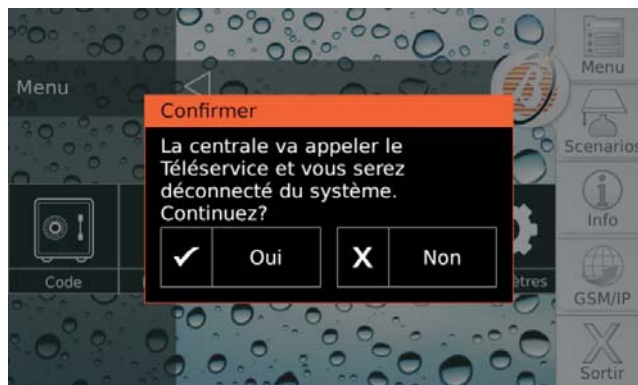 Menu
Confirmer
La centrale va appeler le
Téléservice et vous serez
déconnecté du système.
Continuez?
Oui
Non
Code
Menu
Scenarios
Info
GSM/IP
Sortir